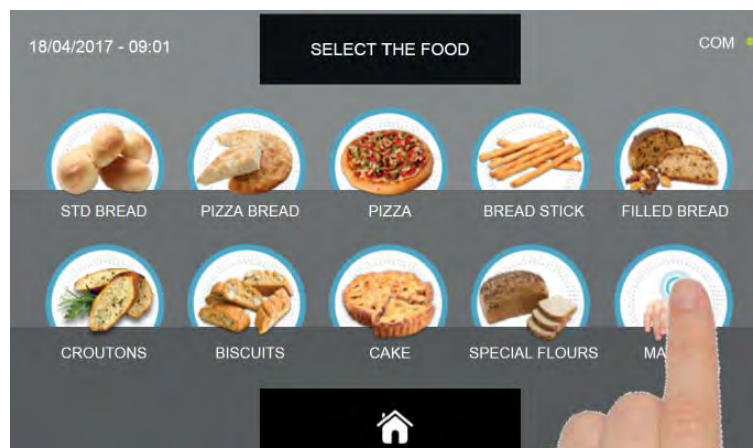 18/04/2017 - 09:01
SELECT THE FOOD
COM
STD BREAD
PIZZA BREAD
PIZZA
BREAD STICK
FILLED BREAD
CROUTONS
BISCUITS
CAKE
SPECIAL FLOURS